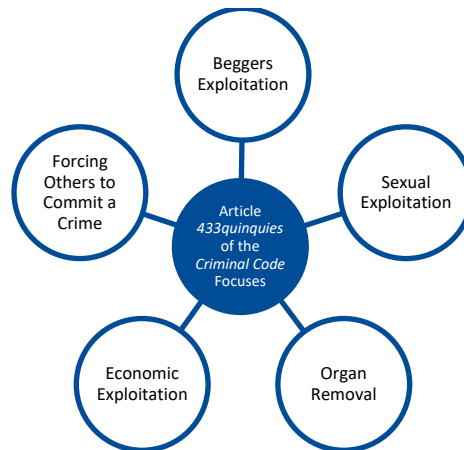 Beggers
Exploitation
Forcing
Others to
Commit a
Crime
Article
433quinquies
of the
Criminal Code
Focuses
Sexual
Exploitation
Economic
Exploitation
Organ
Removal